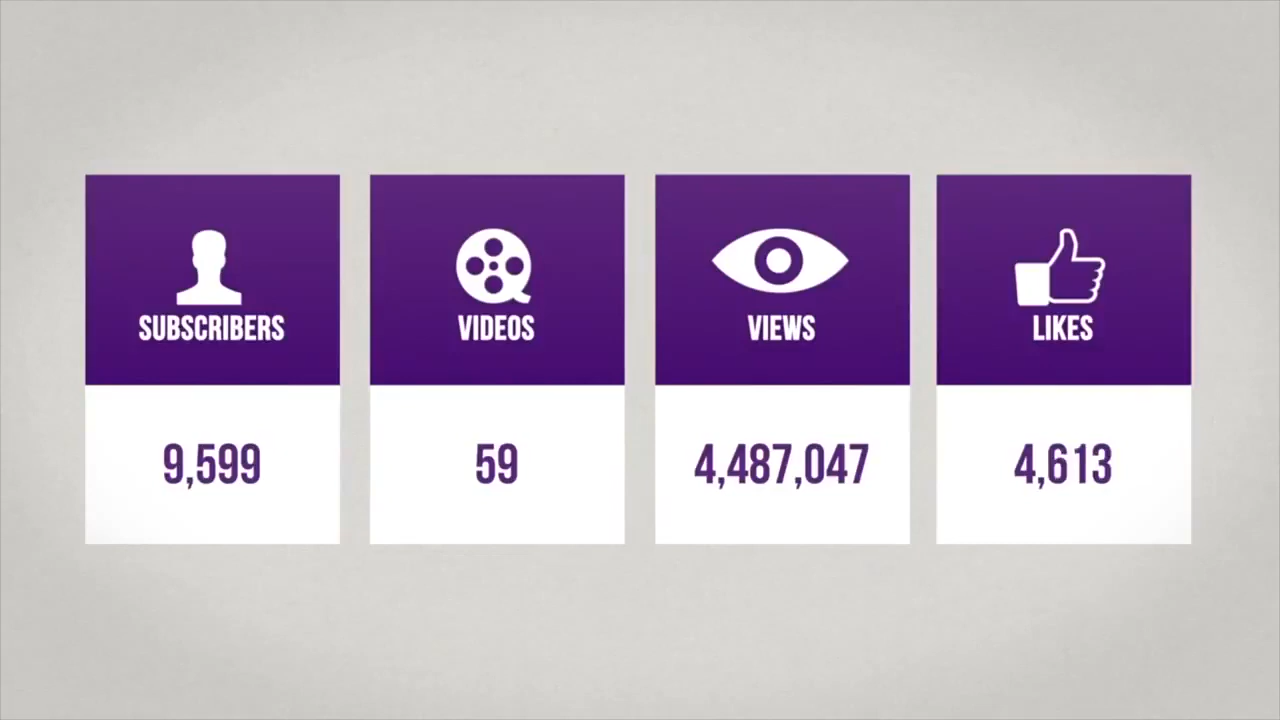 SUBSCRIBERS
9,599
VIDEOS
59
VIEWS
4,487,047
LIKES
4,613